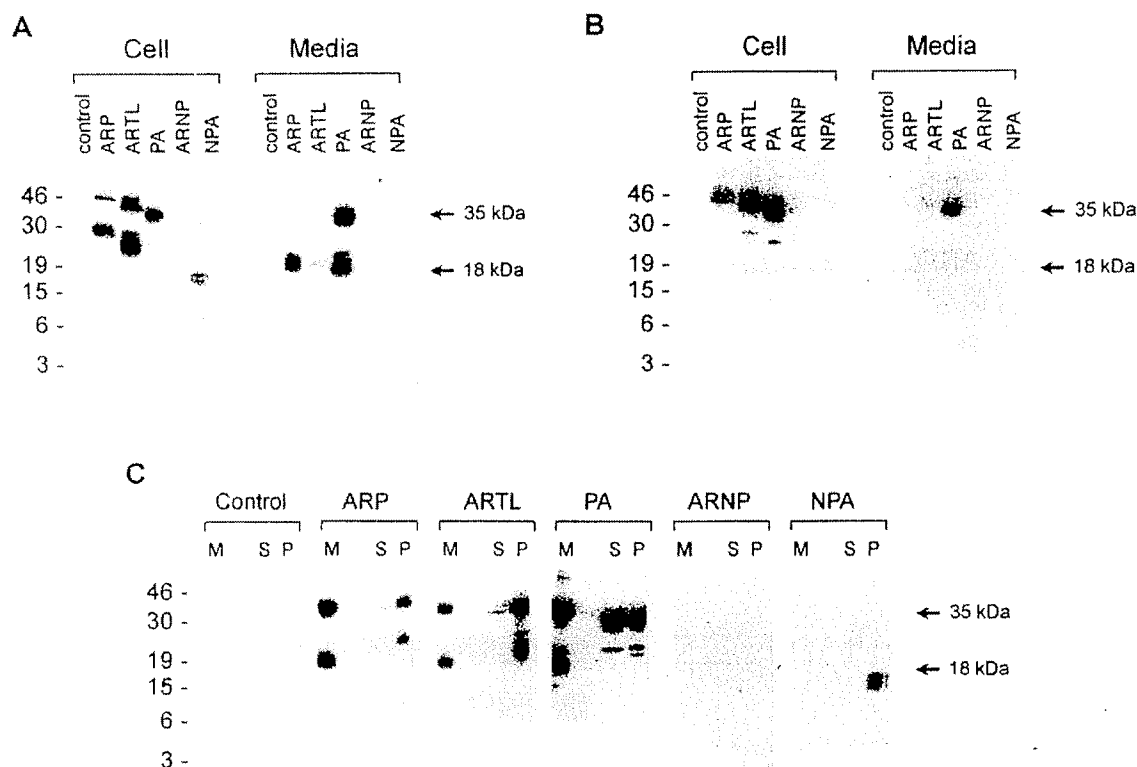 A
Cell Media
control ARP ARTL PA ARNP NPA control ARP ARTL PA ARNP NPA
46 -
30 -
19 -
15 -
6 -
3 -
← 35 kDa
← 18 kDa
B
Cell Media
control ARP ARTL PA ARNP NPA control ARP ARTL PA ARNP NPA
46 -
30 -
19 -
15 -
6 -
3 -
← 35 kDa
← 18 kDa
C
Control ARP ARTL PA ARNP NPA
M S P M S P M S P M S P M S P M S P
46 -
30 -
19 -
15 -
6 -
3 -
← 35 kDa
← 18 kDa